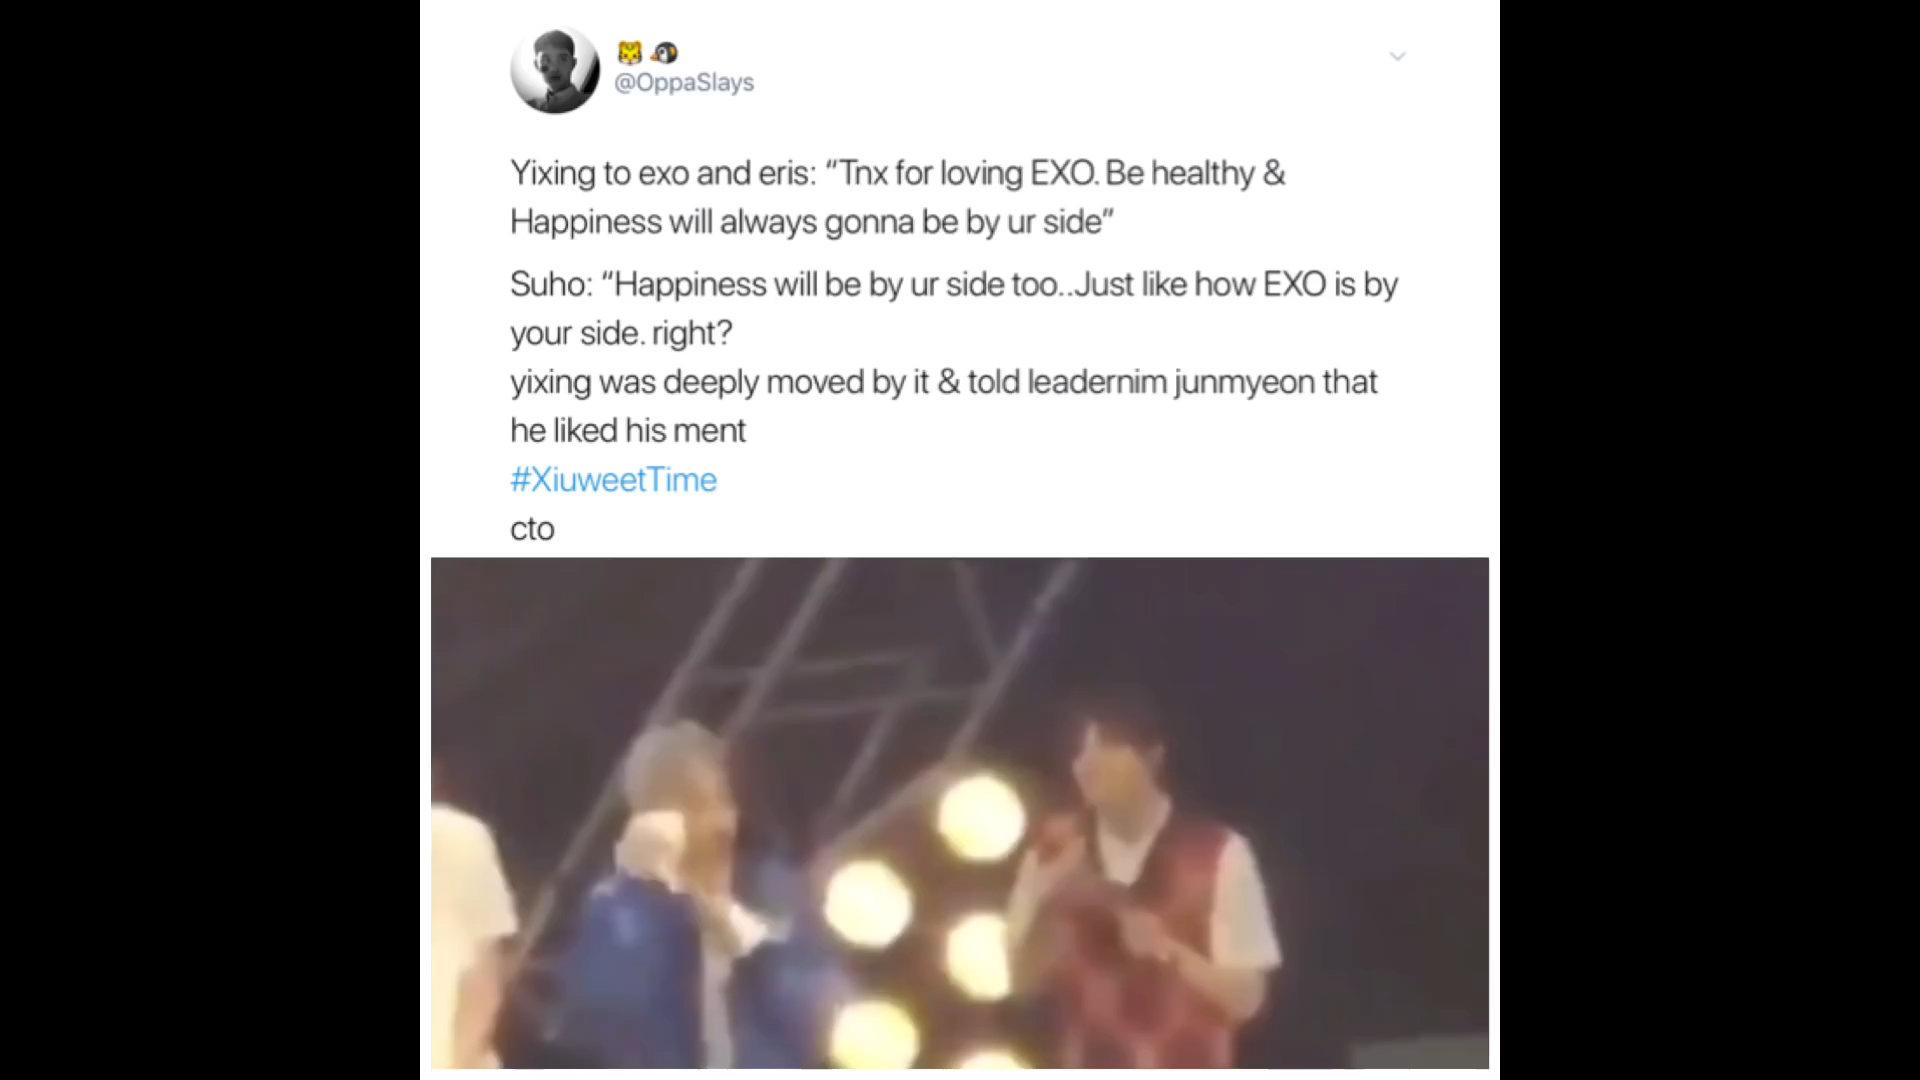 🐯🐧
@OppaSlays
Yixing to exo and eris: “Tnx for loving EXO. Be healthy &
Happiness will always gonna be by ur side”
Suho: “Happiness will be by ur side too..Just like how EXO is by
your side. right?
yixing was deeply moved by it & told leadernim junmyeon that
he liked his ment
#XiuweetTime
cto